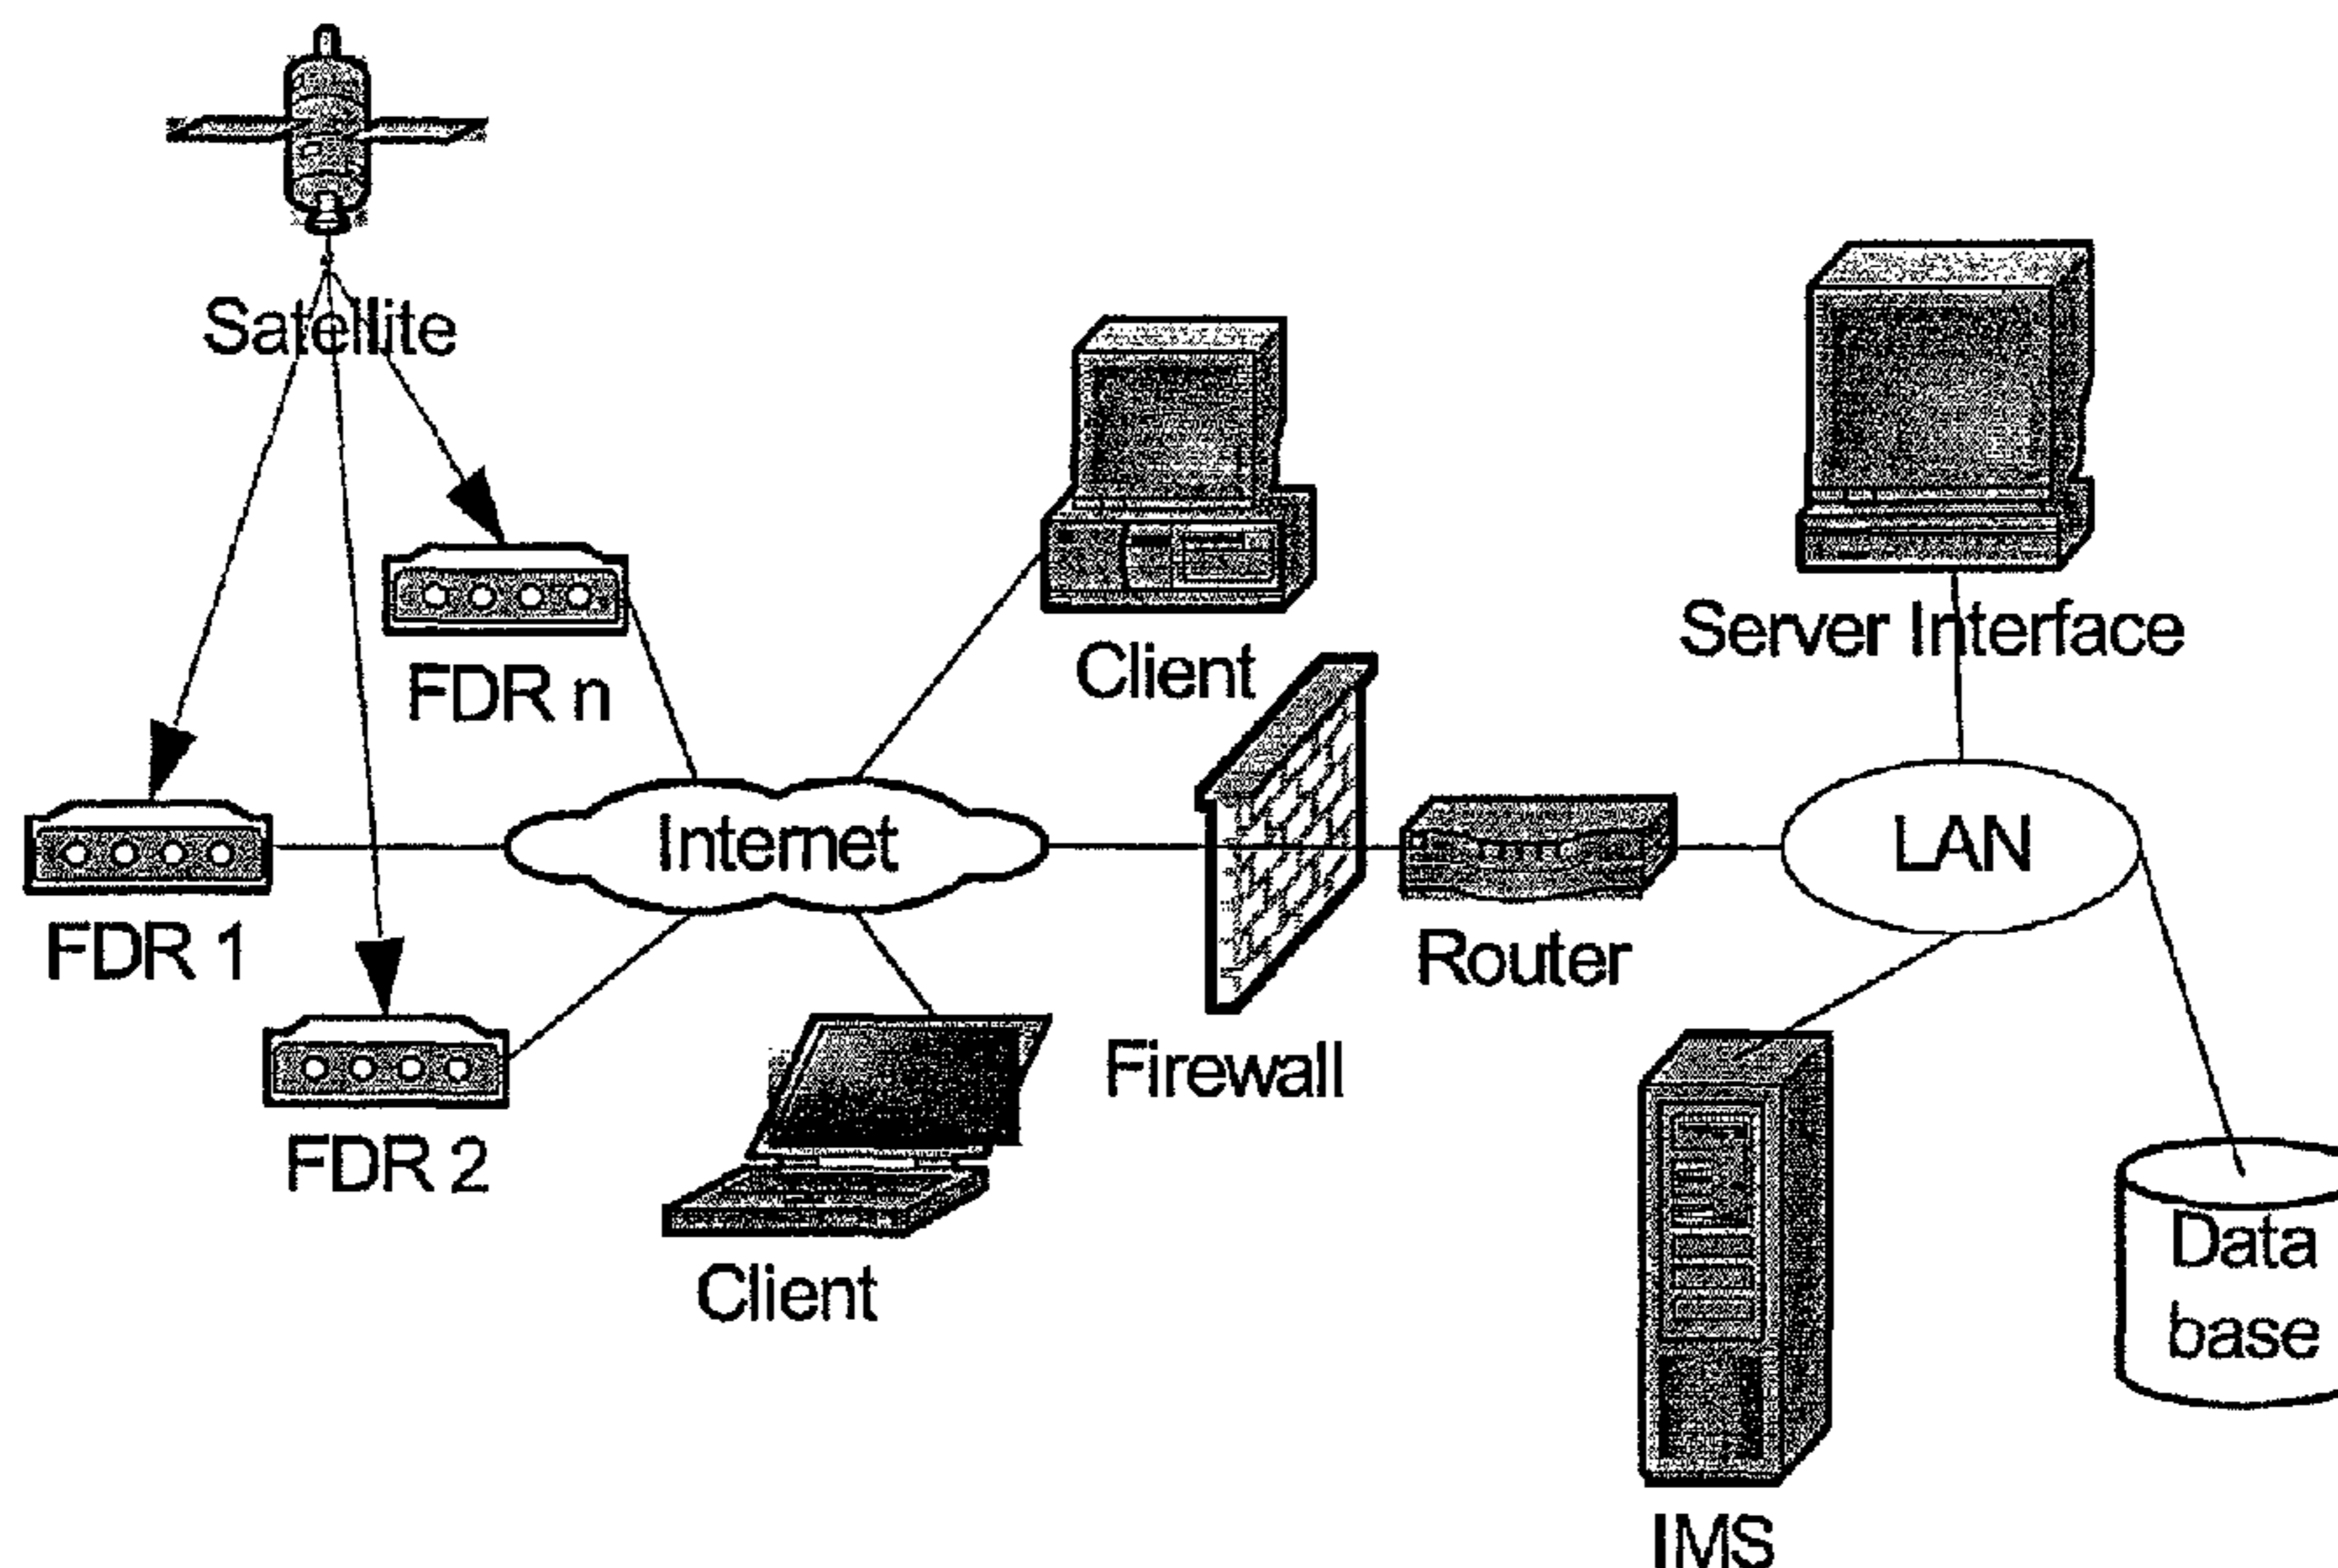 Satellite
Client
Server Interface
FDR n
Internet
LAN
FDR 1
Router
Firewall
FDR 2
Client
Data
base
IMS